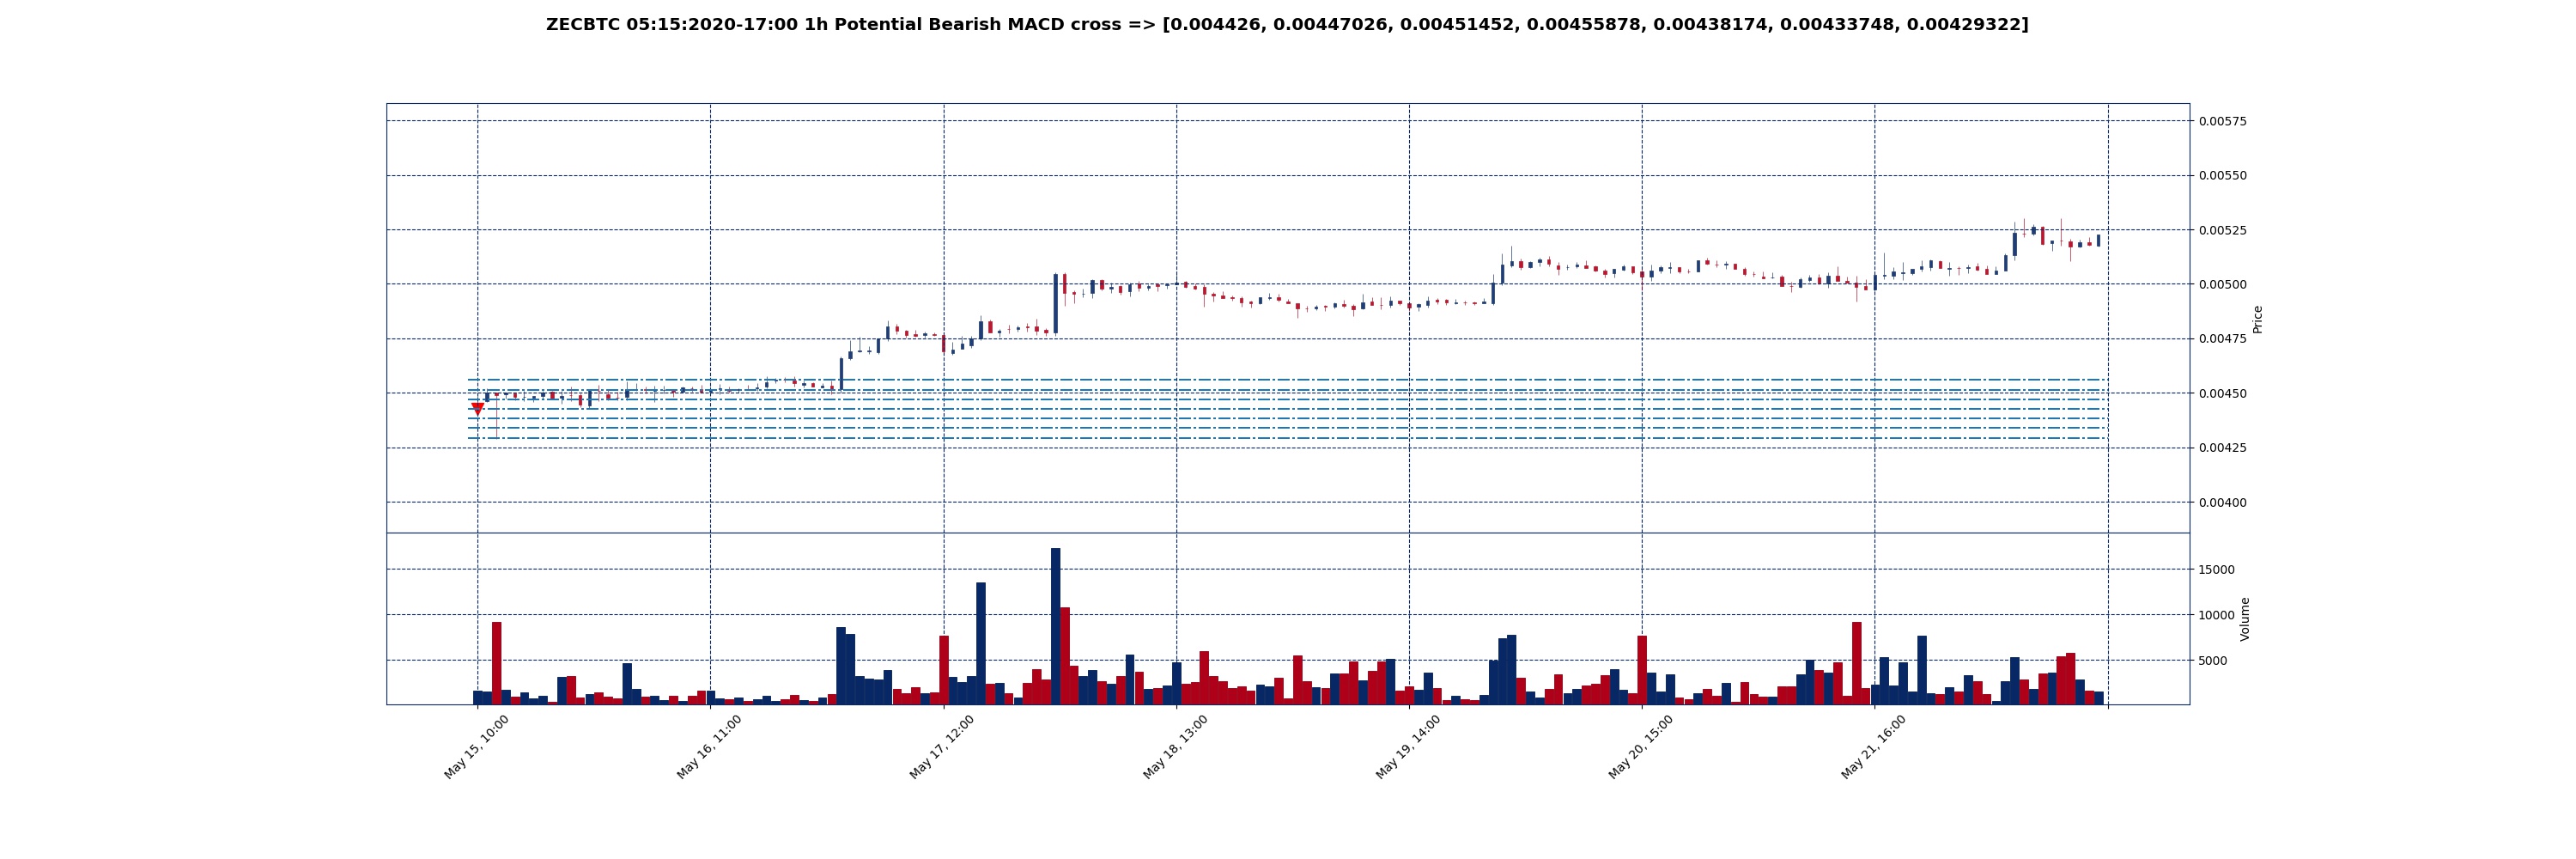 ZECBTC 05:15:2020-17:00 1h Potential Bearish MACD cross => [0.004426, 0.00447026, 0.00451452, 0.00455878, 0.00438174, 0.00433748, 0.00429322]
0.00575
0.00550
0.00525
0.00500
0.00475
0.00450
0.00425
0.00400
Price
15000
10000
5000
Volume
May 15, 10:00
May 16, 11:00
May 17, 12:00
May 18, 13:00
May 19, 14:00
May 20, 15:00
May 21, 16:00